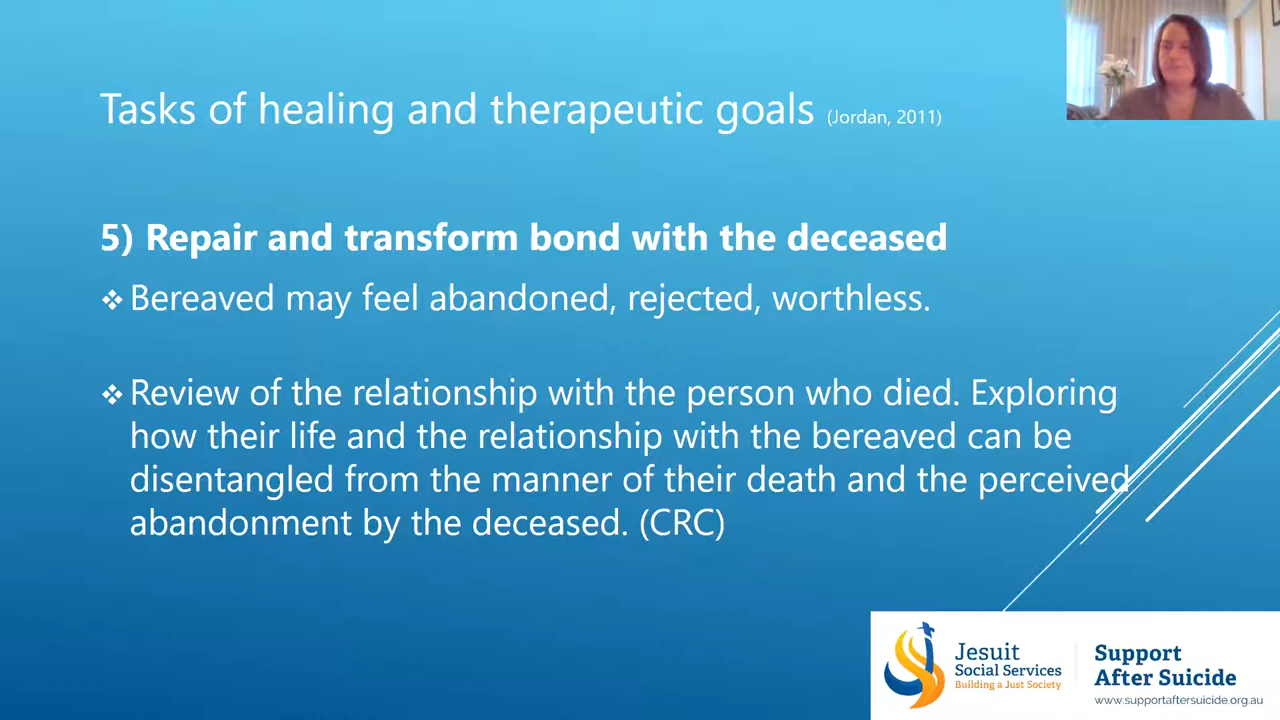 Tasks of healing and therapeutic goals (Jordan, 2011)
5) Repair and transform bond with the deceased
❖ Bereaved may feel abandoned, rejected, worthless.
❖ Review of the relationship with the person who died. Exploring
how their life and the relationship with the bereaved can be
disentangled from the manner of their death and the perceived
abandonment by the deceased. (CRC)
Jesuit
Social Services
Building a Just Society
Support
After Suicide
www.supportaftersuicide.org.au